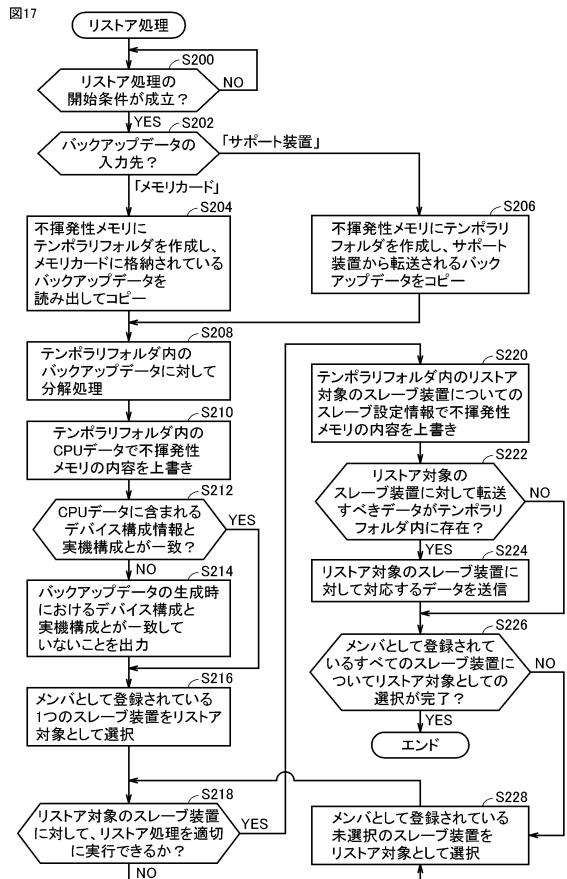 図17
リストア処理
S200
リストア処理の
開始条件が成立？
NO
YES
S202
バックアップデータの
入力先？
「サポート装置」
「メモリカード」
S204
不揮発性メモリに
テンポラリフォルダを作成し、
メモリカードに格納されている
バックアップデータを
読み出してコピー
S206
不揮発性メモリにテンポラリ
フォルダを作成し、サポート
装置から転送されるバック
アップデータをコピー
S208
テンポラリフォルダ内の
バックアップデータに対して
分解処理
S210
テンポラリフォルダ内の
CPUデータで不揮発性
メモリの内容を上書き
S212
CPUデータに含まれる
デバイス構成情報と
実機構成とが一致？
YES
NO
S214
バックアップデータの生成時
におけるデバイス構成と
実機構成とが一致して
いないことを出力
S216
メンバとして登録されている
1つのスレーブ装置をリストア
対象として選択
S218
リストア対象のスレーブ装置
に対して、リストア処理を適切
に実行できるか？
YES
NO
S220
テンポラリフォルダ内のリストア
対象のスレーブ装置についての
スレーブ設定情報で不揮発性
メモリの内容を上書き
S222
リストア対象の
スレーブ装置に対して転送
すべきデータがテンポラリ
フォルダ内に存在？
NO
YES
S224
リストア対象のスレーブ装置に
対して対応するデータを送信
S226
メンバとして登録されて
いるすべてのスレーブ装置に
ついてリストア対象としての
選択が完了？
NO
YES
エンド
S228
メンバとして登録されている
未選択のスレーブ装置を
リストア対象として選択